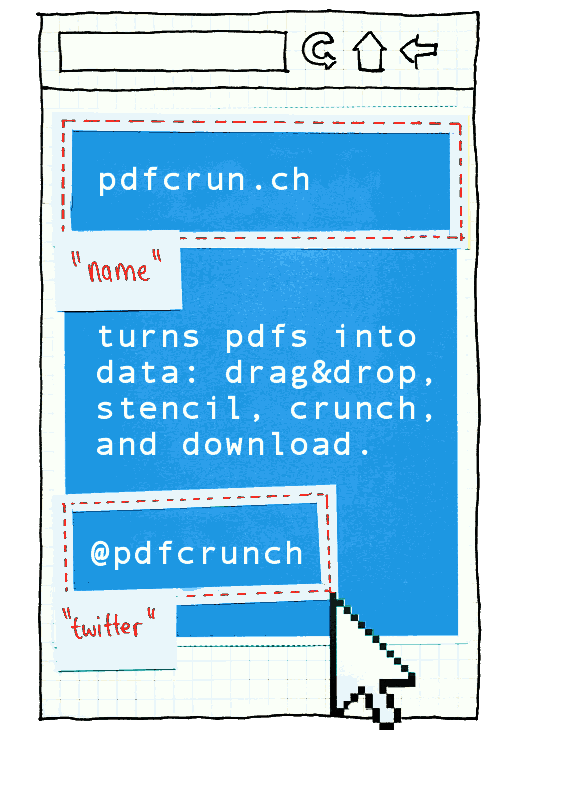 pdfcrun.ch
"name"
turns pdfs into
data: drag&drop,
stencil, crunch,
and download.
@pdfcrunch
"twitter"